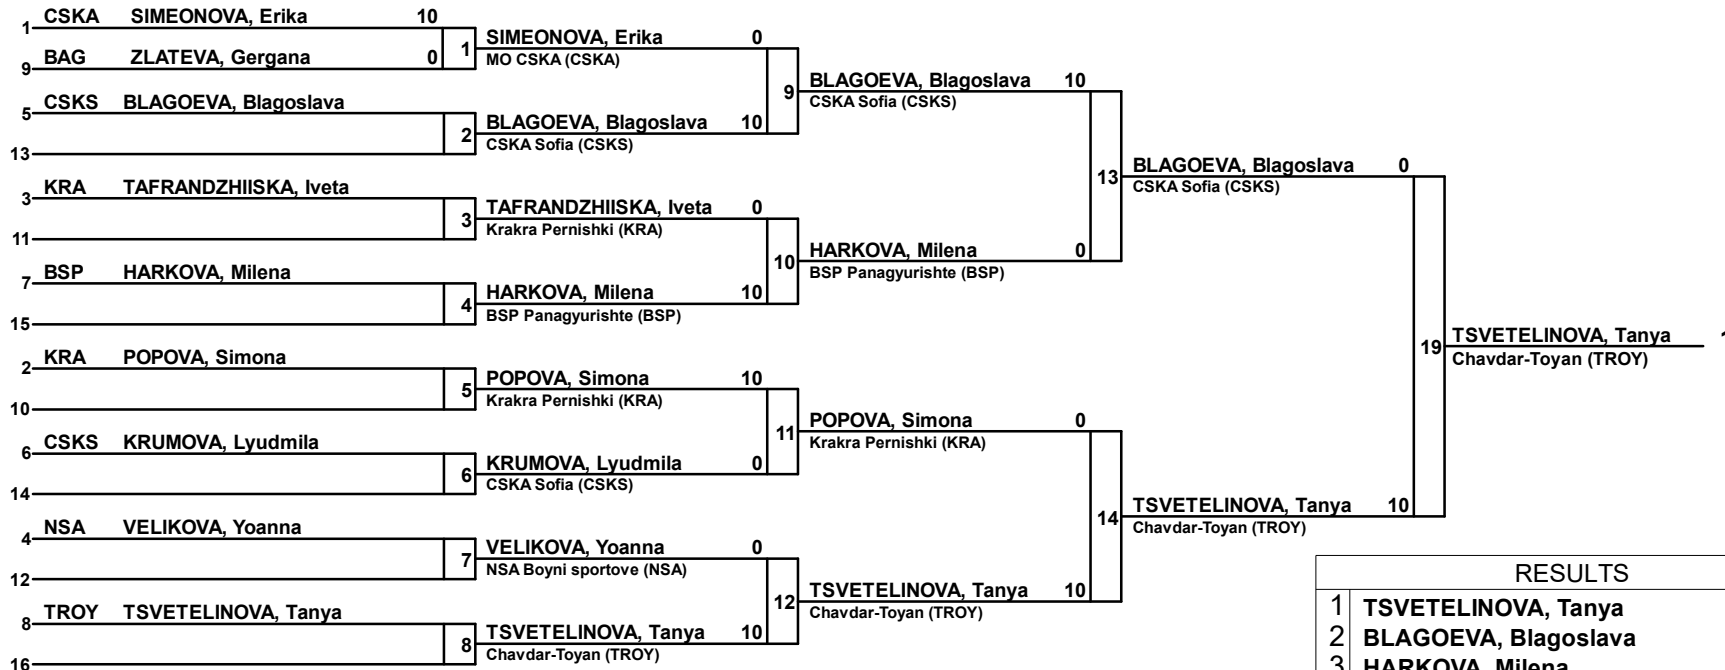 1 CSKA SIMEONOVA, Erika 10
9 BAG ZLATEVA, Gergana 0
1 SIMEONOVA, Erika 0
MO CSKA (CSKA)
5 CSKS BLAGOEVA, Blagoslava
13
2 BLAGOEVA, Blagoslava 10
CSKA Sofia (CSKS)
9 BLAGOEVA, Blagoslava 10
CSKA Sofia (CSKS)
3 KRA TAFRANDZHIISKA, Iveta
11
3 TAFRANDZHIISKA, Iveta 0
Krakra Pernishki (KRA)
7 BSP HARKOVA, Milena
15
4 HARKOVA, Milena 10
BSP Panagyurishte (BSP)
10 HARKOVA, Milena 0
BSP Panagyurishte (BSP)
13 BLAGOEVA, Blagoslava 0
CSKA Sofia (CSKS)
2 KRA POPOVA, Simona
10
5 POPOVA, Simona 10
Krakra Pernishki (KRA)
6 CSKS KRUMOVA, Lyudmila
14
6 KRUMOVA, Lyudmila 0
CSKA Sofia (CSKS)
11 POPOVA, Simona 0
Krakra Pernishki (KRA)
4 NSA VELIKOVA, Yoanna
12
7 VELIKOVA, Yoanna 0
NSA Boyni sportove (NSA)
8 TROY TSVETELINOVA, Tanya
16
8 TSVETELINOVA, Tanya 10
Chavdar-Toyan (TROY)
12 TSVETELINOVA, Tanya 10
Chavdar-Toyan (TROY)
14 TSVETELINOVA, Tanya 10
Chavdar-Toyan (TROY)
19 TSVETELINOVA, Tanya
Chavdar-Toyan (TROY)
RESULTS
1 TSVETELINOVA, Tanya
2 BLAGOEVA, Blagoslava
3 HARKOVA, Milena